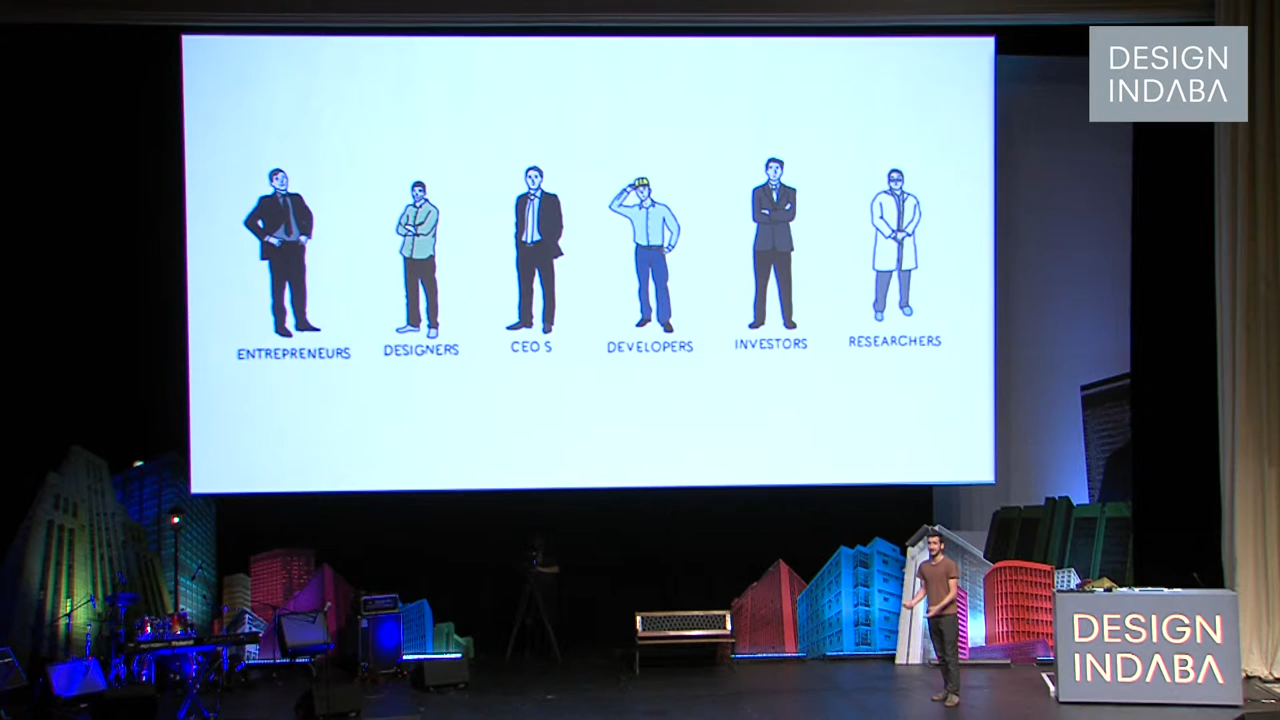 DESIGN
INDABA
ENTREPRENEURS
DESIGNERS
CEO S
DEVELOPERS
INVESTORS
RESEARCHERS
DESIGN
INDABA